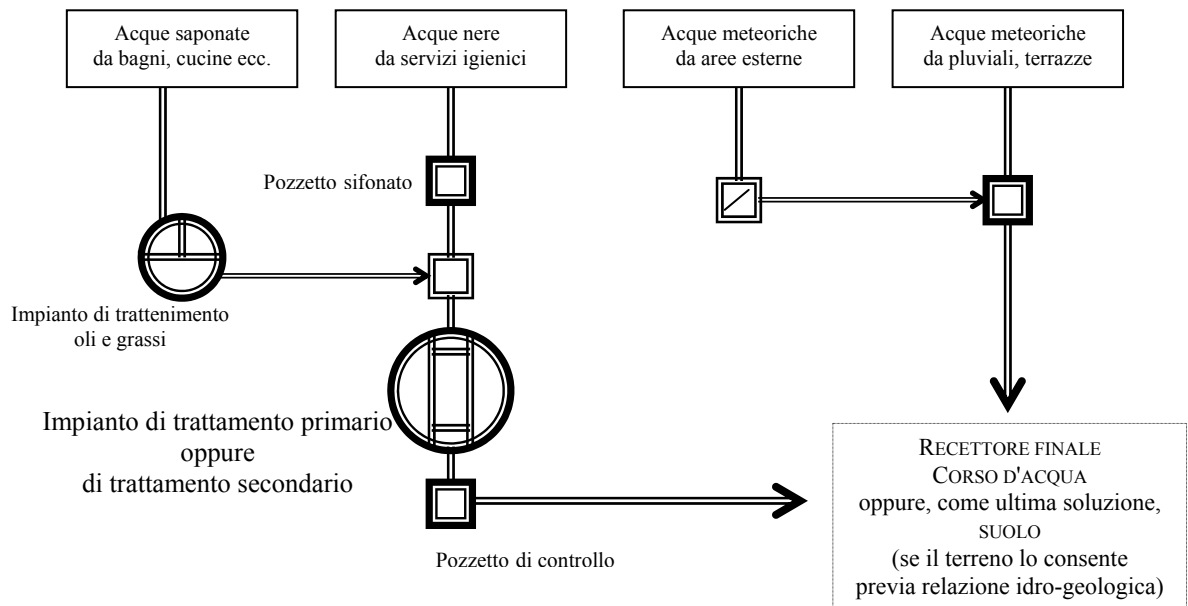 Acque saponate
da bagni, cucine ecc.
Acque nere
da servizi igienici
Acque meteoriche
da aree esterne
Acque meteoriche
da pluviali, terrazze
Pozzetto sifonato
Impianto di trattenimento
oli e grassi
Impianto di trattamento primario
oppure
di trattamento secondario
Pozzetto di controllo
RECETTORE FINALE
CORSO D'ACQUA
oppure, come ultima soluzione,
SUOLO
(se il terreno lo consente
previa relazione idro-geologica)